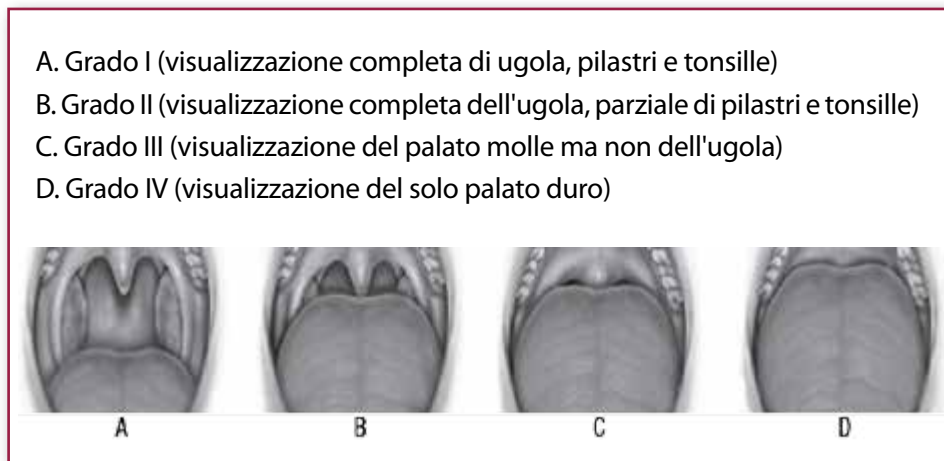 A. Grado I (visualizzazione completa di ugola, pilastri e tonsille)
B. Grado II (visualizzazione completa dell'ugola, parziale di pilastri e tonsille)
C. Grado III (visualizzazione del palato molle ma non dell'ugola)
D. Grado IV (visualizzazione del solo palato duro)
A B C D